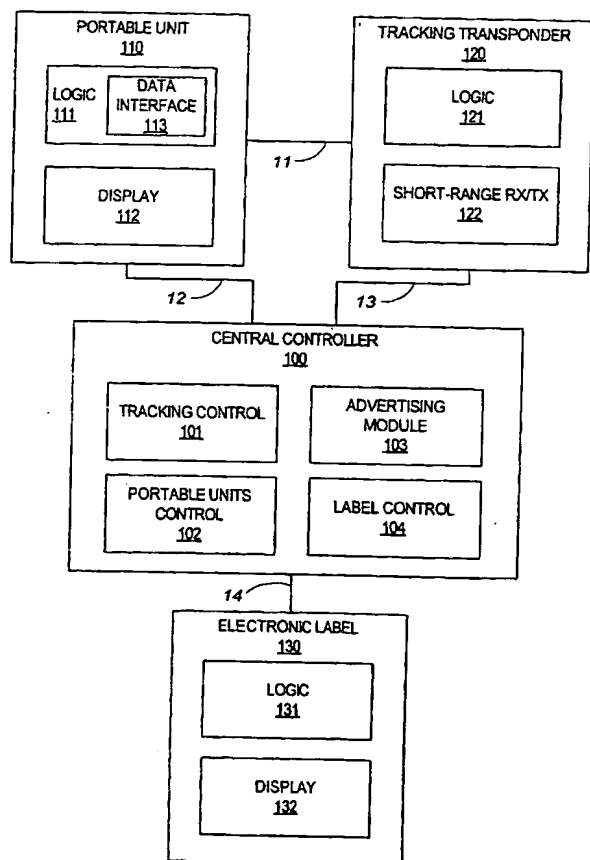 PORTABLE UNIT
110
LOGIC
111
DATA
INTERFACE
113
DISPLAY
112
TRACKING TRANSPONDER
120
LOGIC
121
SHORT-RANGE RX/TX
122
11
12
13
CENTRAL CONTROLLER
100
TRACKING CONTROL
101
ADVERTISING
MODULE
103
PORTABLE UNITS
CONTROL
102
LABEL CONTROL
104
14
ELECTRONIC LABEL
130
LOGIC
131
DISPLAY
132